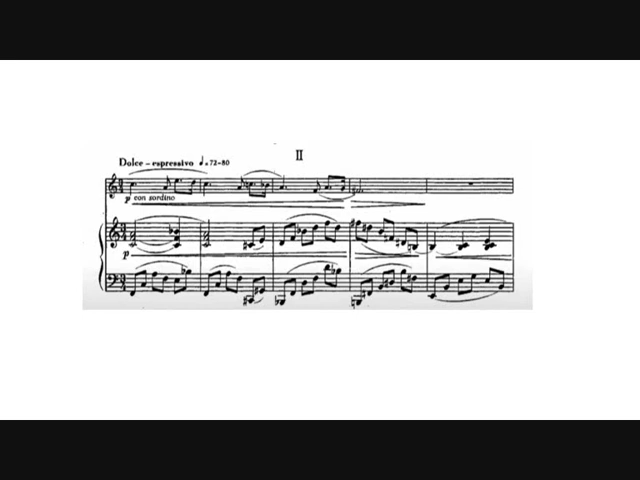 II
Dolce – espressivo ♩. = 72-80
p con sordino
p